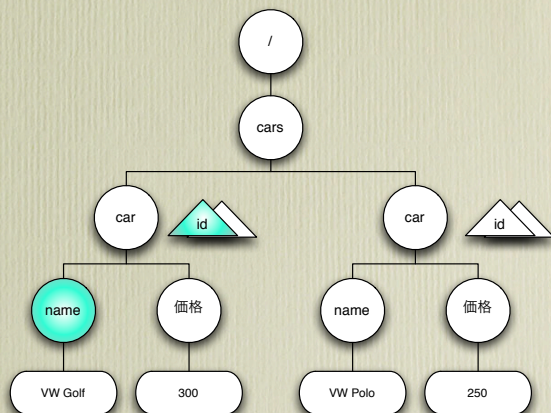 /
cars
car
id
car
id
name
価格
name
価格
VW Golf
300
VW Polo
250